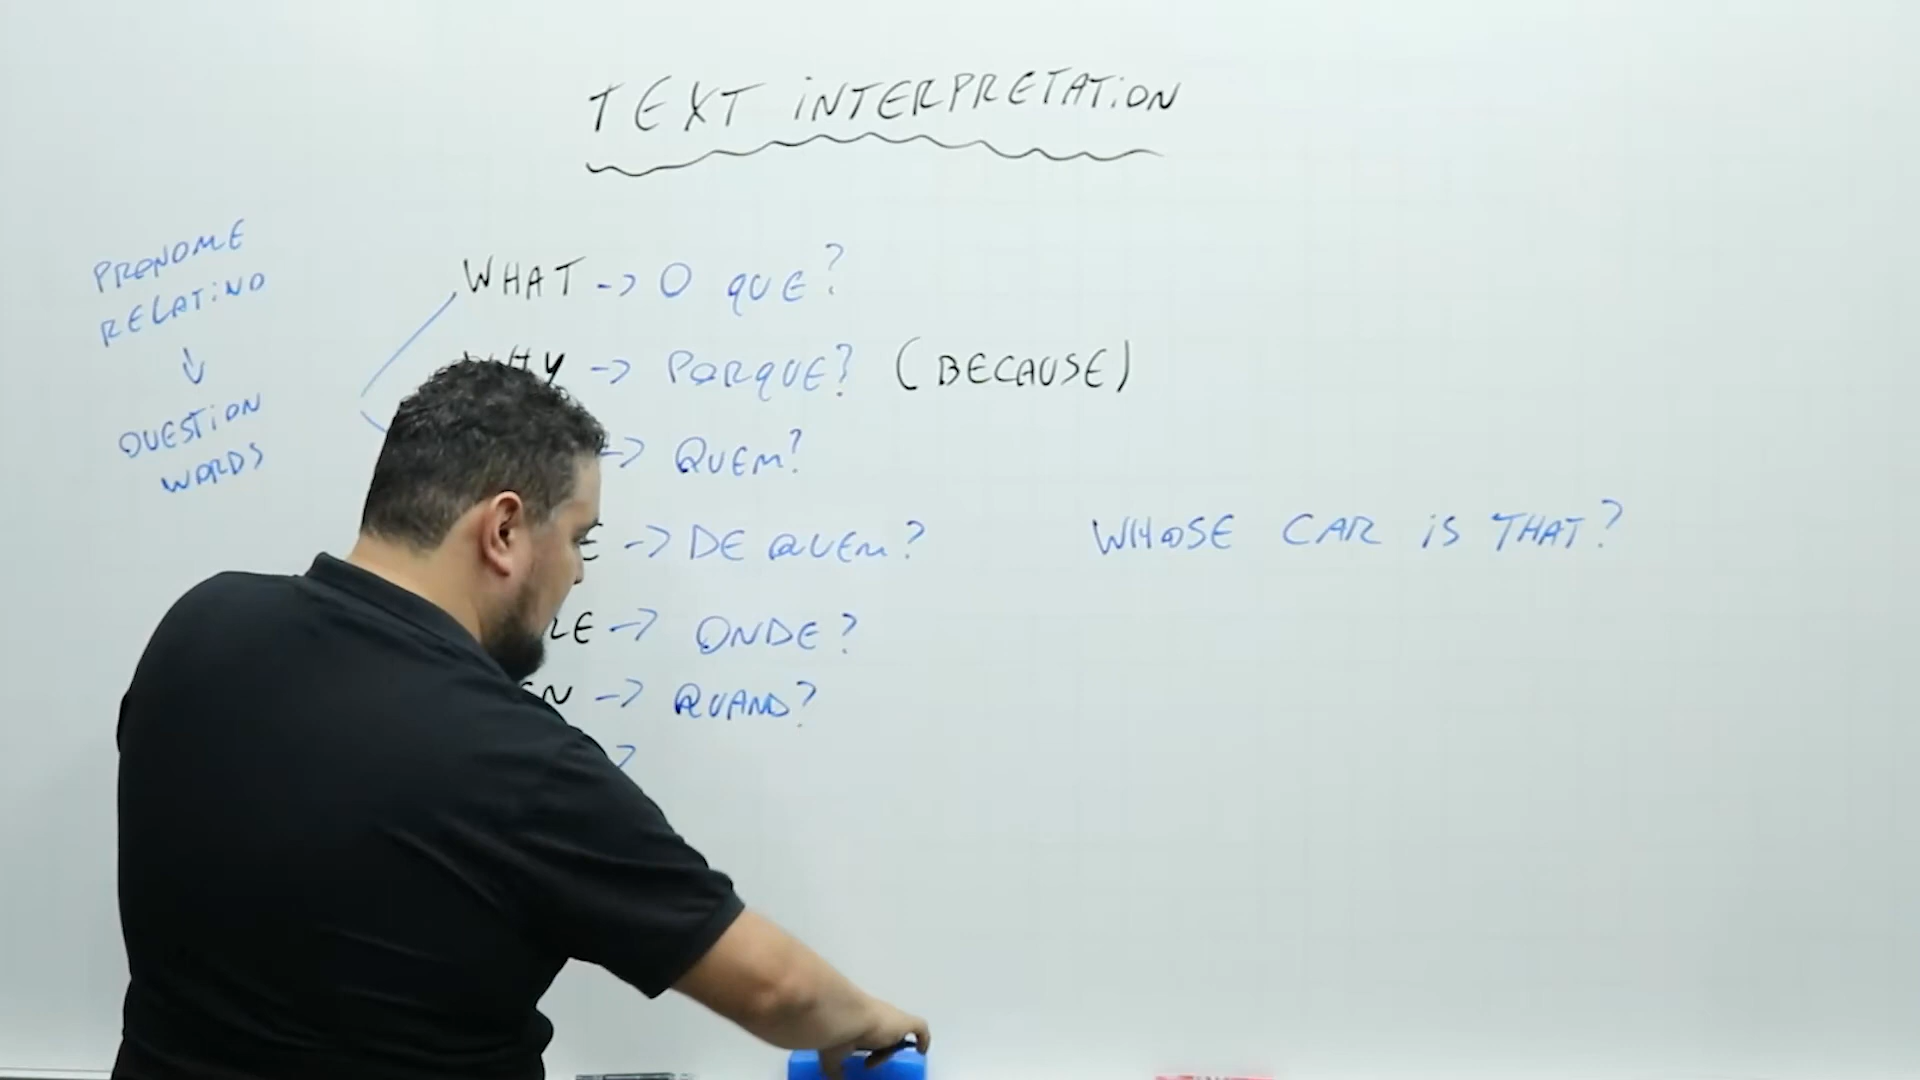 TEXT INTERPRETATION
PRONOME
RELATIVO
↓
QUESTION
WORDS
WHAT -> O QUE?
-> PORQUE? (BECAUSE)
-> QUEM?
-> DE QUEM?
WHOSE CAR IS THAT?
-> ONDE?
-> QUAND?